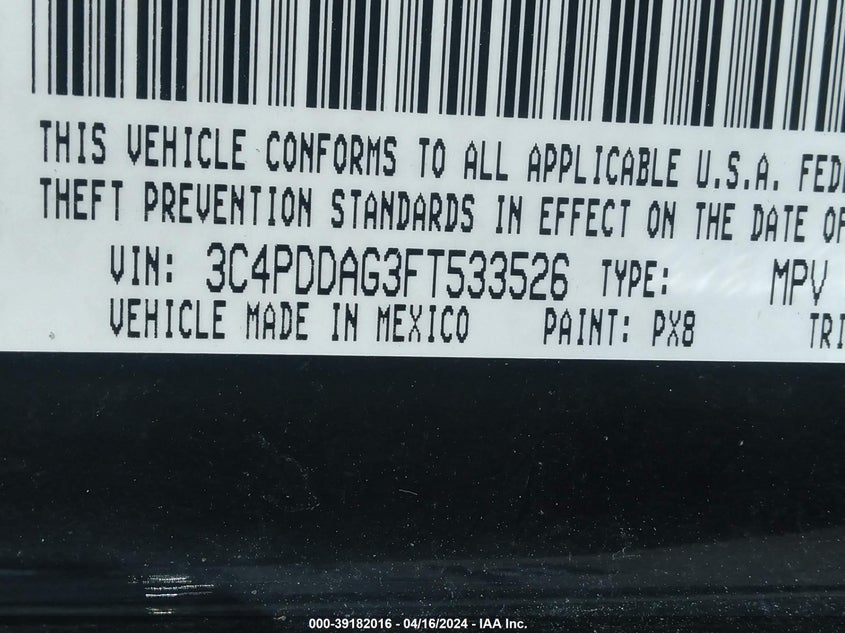 THIS VEHICLE CONFORMS TO ALL APPLICABLE U.S.A.
THEFT PREVENTION STANDARDS IN EFFECT ON THE DATE OF
VIN: 3C4PDDAG3FT533526 TYPE: MPV
VEHICLE MADE IN MEXICO PAINT: PX8
000-39182016 - 04/16/2024 - IAA Inc.